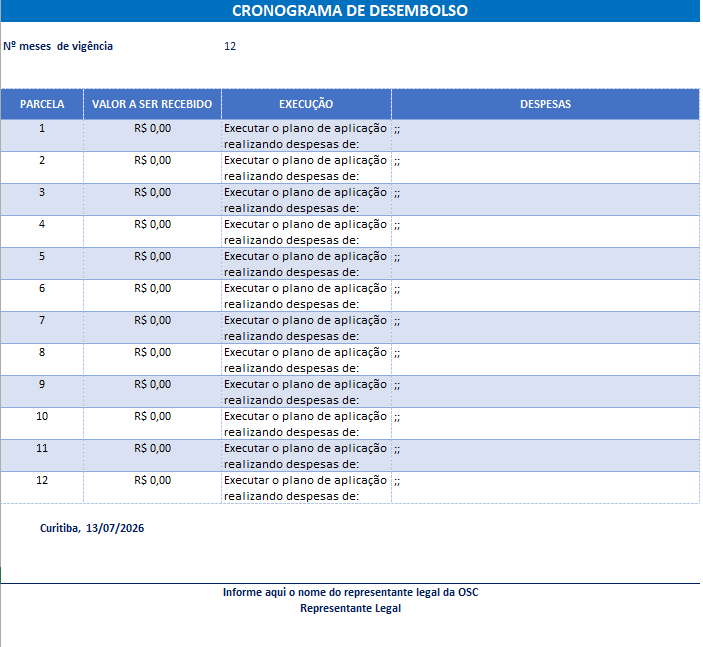 CRONOGRAMA DE DESEMBOLSO
Nº meses de vigência 12
PARCELA VALOR A SER RECEBIDO EXECUÇÃO DESPESAS
1 R$ 0,00 Executar o plano de aplicação ;;
realizando despesas de:
2 R$ 0,00 Executar o plano de aplicação ;;
realizando despesas de:
3 R$ 0,00 Executar o plano de aplicação ;;
realizando despesas de:
4 R$ 0,00 Executar o plano de aplicação ;;
realizando despesas de:
5 R$ 0,00 Executar o plano de aplicação ;;
realizando despesas de:
6 R$ 0,00 Executar o plano de aplicação ;;
realizando despesas de:
7 R$ 0,00 Executar o plano de aplicação ;;
realizando despesas de:
8 R$ 0,00 Executar o plano de aplicação ;;
realizando despesas de:
9 R$ 0,00 Executar o plano de aplicação ;;
realizando despesas de:
10 R$ 0,00 Executar o plano de aplicação ;;
realizando despesas de:
11 R$ 0,00 Executar o plano de aplicação ;;
realizando despesas de:
12 R$ 0,00 Executar o plano de aplicação ;;
realizando despesas de:
Curitiba, 13/07/2026
Informe aqui o nome do representante legal da OSC
Representante Legal